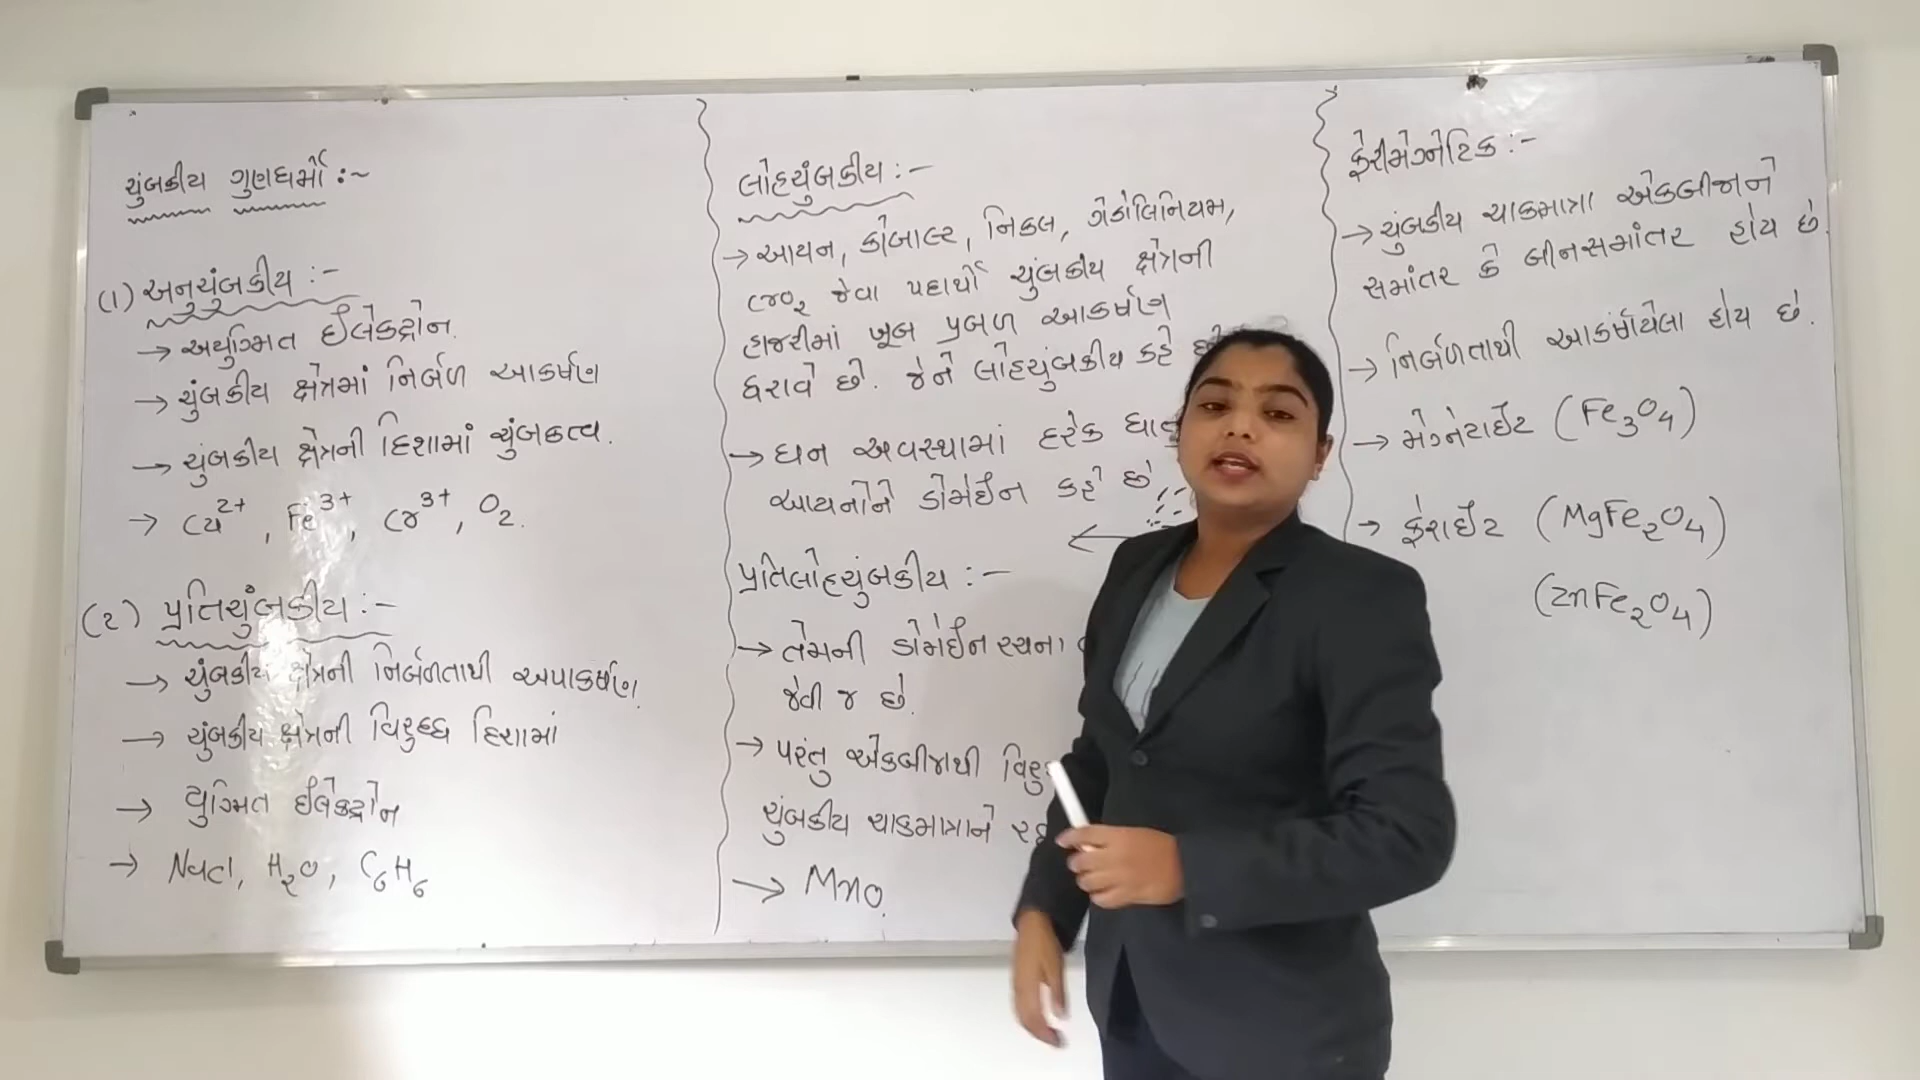 ચુંબકીય ગુણધર્મો :~
(1) અનુચુંબકીય :-
→ અયુગ્મિત ઈલેકટ્રોન.
→ ચુંબકીય ક્ષેત્રમાં નિર્બળ આકર્ષણ
→ ચુંબકીય ક્ષેત્રની દિશામાં ચુંબકત્વ.
→ Cu²⁺, Fe³⁺, Cr³⁺, O₂.
(૨) પ્રતિચુંબકીય :-
→ ચુંબકીય ક્ષેત્રની નિર્બળતાથી અપાકર્ષણ.
→ ચુંબકીય ક્ષેત્રની વિરુધ્ધ દિશામાં
→ યુગ્મિત ઈલેકટ્રોન
→ NaCl, H₂O, C₆H₆
લોહચુંબકીય :-
→ આયન, કોબાલ્ટ, નિકલ, ગેડોલિનિયમ,
CrO₂ જેવા પદાર્થો ચુંબકીય ક્ષેત્રની
હાજરીમાં ખૂબ પ્રબળ આકર્ષણ
ધરાવે છે. જેને લોહચુંબકીય કહે
→ ઘન અવસ્થામાં દરેક
આયનોને ડોમેઈન કહે છે
પ્રતિલોહચુંબકીય :-
→ તેમની ડોમેઈન રચના
જેવી જ છે.
→ પરંતુ એકબીજાથી
ચુંબકીય ચાકમાત્રાને
→ MnO.
ફેરીમેગ્નેટિક :-
→ ચુંબકીય ચાકમાત્રા એકબીજાને
સમાંતર કે બીનસમાંતર હોય છે.
→ નિર્બળતાથી આકર્ષાયેલા હોય છે.
→ મેગ્નેટાઈટ (Fe₃O₄)
→ ફેરાઈટ (MgFe₂O₄)
(ZnFe₂O₄)